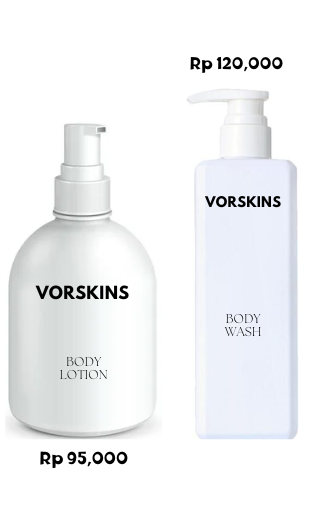 Rp 120,000
VORSKINS
BODY
WASH
VORSKINS
BODY
LOTION
Rp 95,000